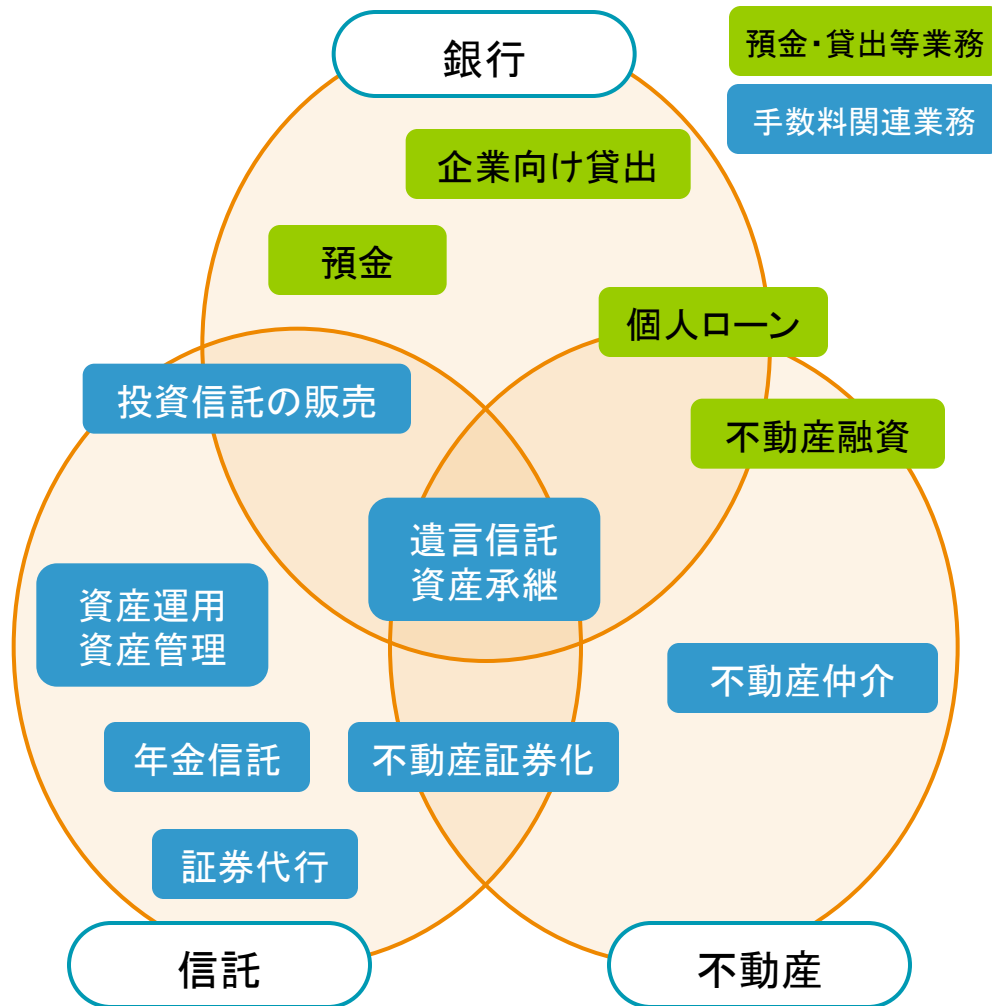 銀行
預金・貸出等業務
手数料関連業務
企業向け貸出
預金
個人ローン
投資信託の販売
不動産融資
遺言信託
資産承継
資産運用
資産管理
不動産仲介
年金信託
不動産証券化
証券代行
信託
不動産